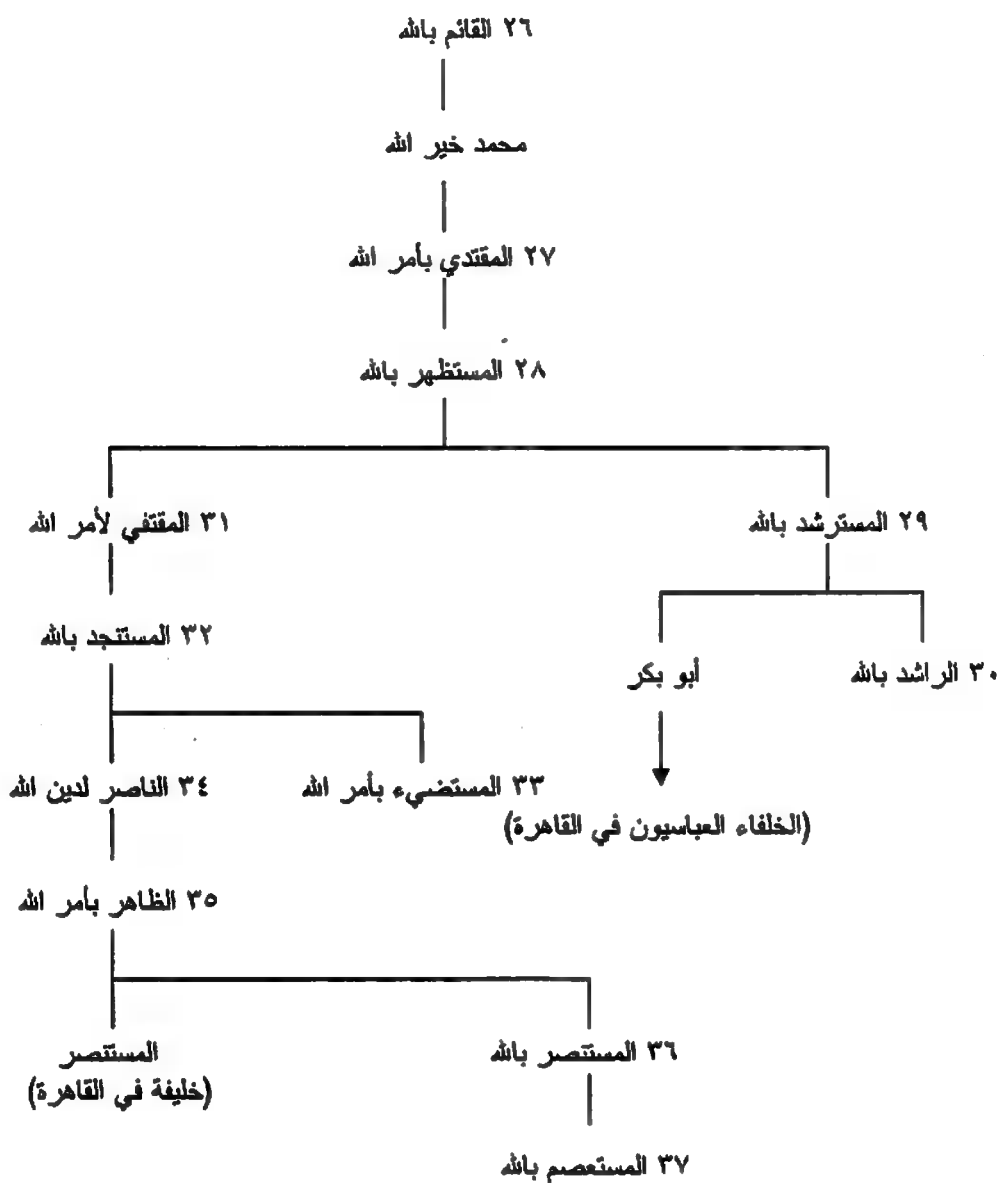 ٢٦ القائم بالله
محمد خير الله
٢٧ المقتدي بأمر الله
٢٨ المستظهر بالله
٢٩ المسترشد بالله
٣١ المقتفي لأمر الله
٣٠ الراشد بالله
أبو بكر
٣٢ المستنجد بالله
(الخلفاء العباسيون في القاهرة)
٣٣ المستضيء بأمر الله
٣٤ الناصر لدين الله
٣٥ الظاهر بأمر الله
٣٦ المستنصر بالله
المستنصر
(خليفة في القاهرة)
٣٧ المستعصم بالله